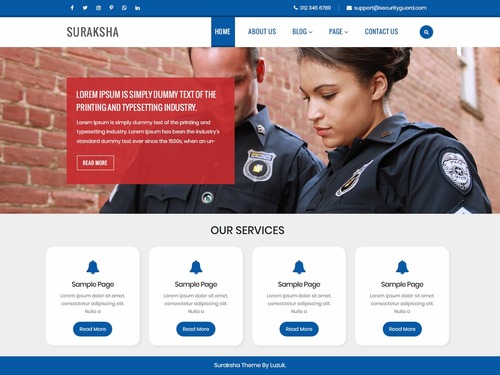 012 345 6789 support@securityguard.com
SURAKSHA HOME ABOUT US BLOG PAGE CONTACT US
LOREM IPSUM IS SIMPLY DUMMY TEXT OF THE
PRINTING AND TYPESETTING INDUSTRY.
Lorem Ipsum is simply dummy text of the printing and
typesetting industry. Lorem Ipsum has been the industry's
standard dummy text ever since the 1500s, when an un-
READ MORE
OUR SERVICES
Sample Page Sample Page Sample Page Sample Page
Lorem ipsum dolor sit amet, Lorem ipsum dolor sit amet, Lorem ipsum dolor sit amet, Lorem ipsum dolor sit amet,
consectetur adipiscing elit. consectetur adipiscing elit. consectetur adipiscing elit. consectetur adipiscing elit.
Nulla a Nulla a Nulla a Nulla a
Read More Read More Read More Read More
Suraksha Theme By Luzuk.